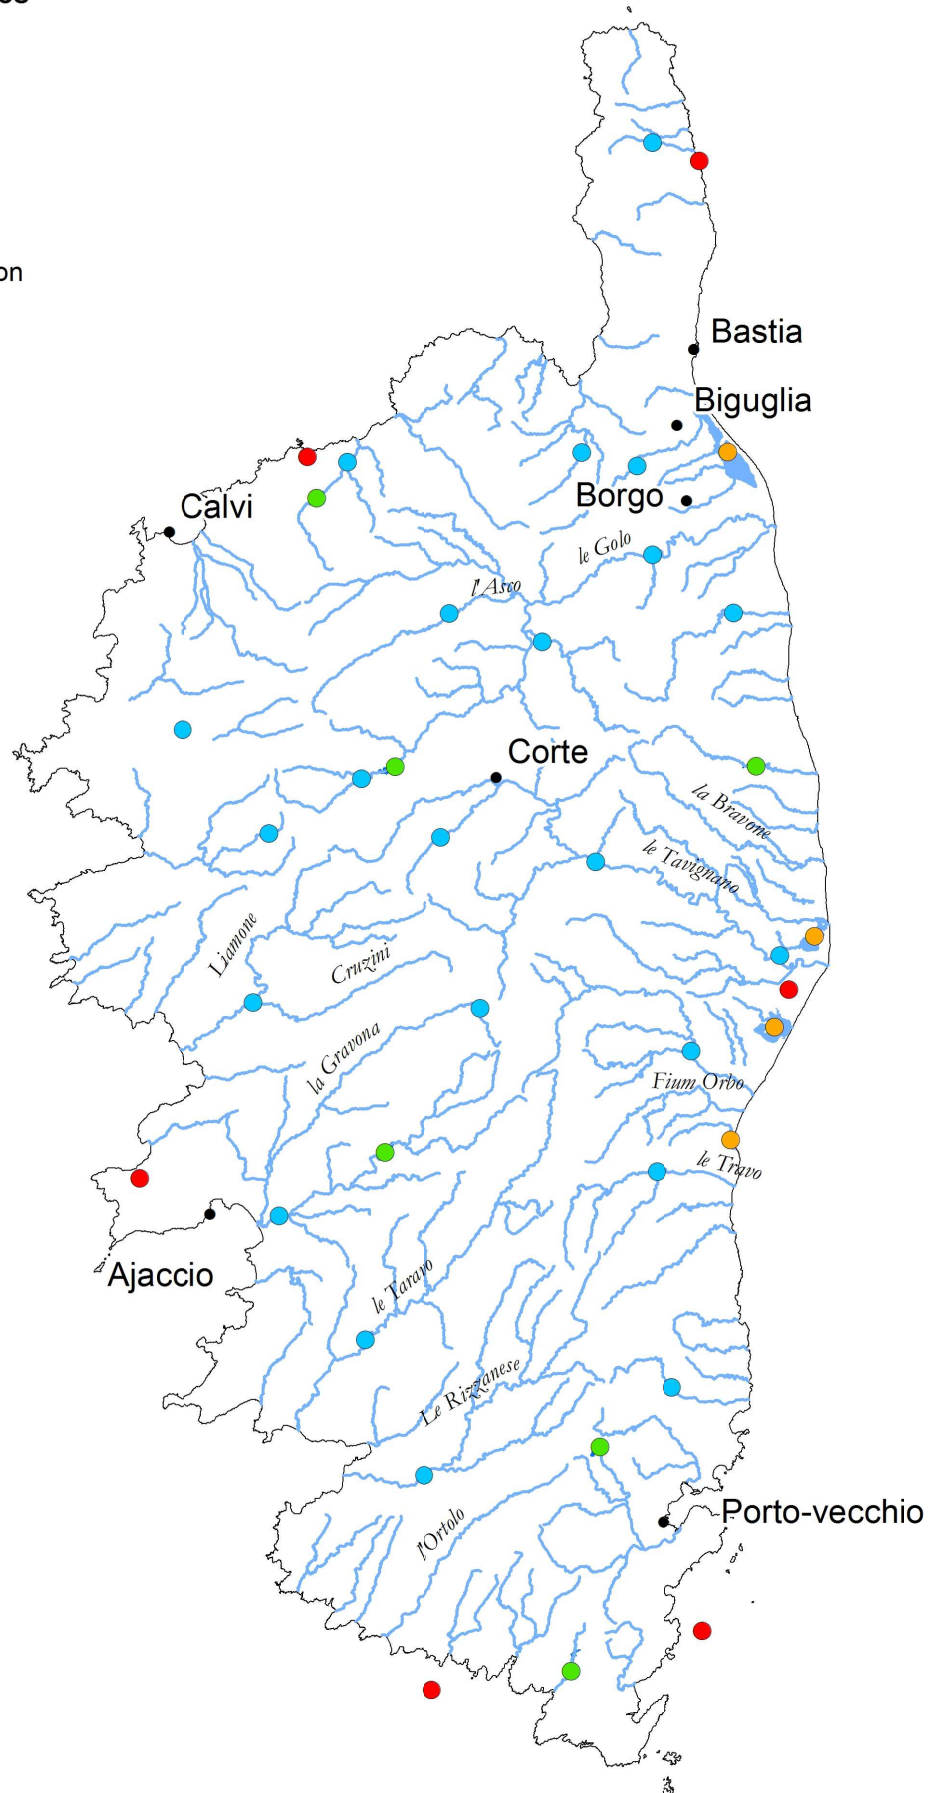 on
Bastia
Biguglia
Borgo
Calvi
le Golo
l'Asco
Corte
la Bravone
le Tavignano
Liamone
Cruzini
la Gravona
Fium Orbo
le Travo
Ajaccio
le Taravo
Le Rizzanese
Porto-vecchio
l'Ortolo